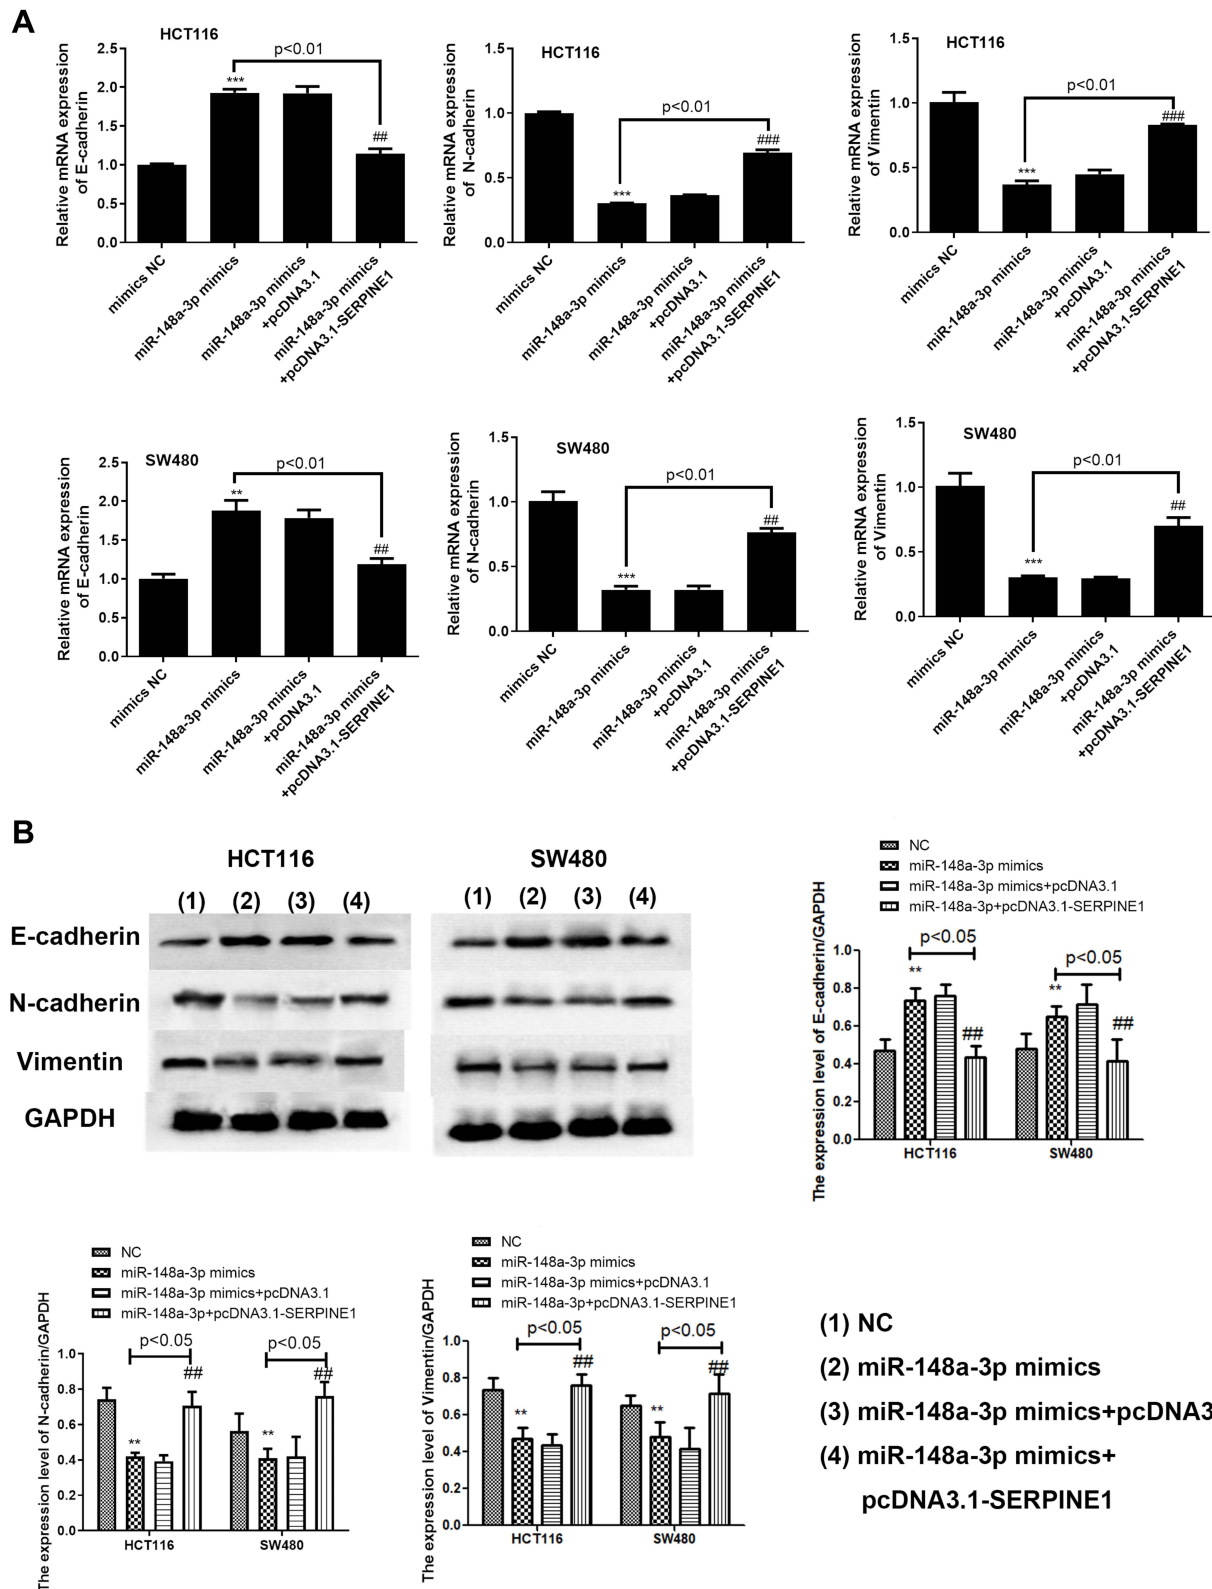 A
HCT116
Relative mRNA expression
of E-cadherin
2.5
2.0
1.5
1.0
0.5
0.0
***
p<0.01
##
mimics NC
miR-148a-3p mimics
miR-148a-3p mimics
+pcDNA3.1
miR-148a-3p mimics
+pcDNA3.1-SERPINE1
HCT116
Relative mRNA expression
of N-cadherin
1.5
1.0
0.5
0.0
***
p<0.01
###
mimics NC
miR-148a-3p mimics
miR-148a-3p mimics
+pcDNA3.1
miR-148a-3p mimics
+pcDNA3.1-SERPINE1
HCT116
Relative mRNA expression
of Vimentin
1.5
1.0
0.5
0.0
***
p<0.01
###
mimics NC
miR-148a-3p mimics
miR-148a-3p mimics
+pcDNA3.1
miR-148a-3p mimics
+pcDNA3.1-SERPINE1
SW480
Relative mRNA expression
of E-cadherin
2.5
2.0
1.5
1.0
0.5
0.0
**
p<0.01
##
mimics NC
miR-148a-3p mimics
miR-148a-3p mimics
+pcDNA3.1
miR-148a-3p mimics
+pcDNA3.1-SERPINE1
SW480
Relative mRNA expression
of N-cadherin
1.5
1.0
0.5
0.0
***
p<0.01
##
mimics NC
miR-148a-3p mimics
miR-148a-3p mimics
+pcDNA3.1
miR-148a-3p mimics
+pcDNA3.1-SERPINE1
SW480
Relative mRNA expression
of Vimentin
1.5
1.0
0.5
0.0
***
p<0.01
##
mimics NC
miR-148a-3p mimics
miR-148a-3p mimics
+pcDNA3.1
miR-148a-3p mimics
+pcDNA3.1-SERPINE1
B
HCT116
SW480
(1) (2) (3) (4)
(1) (2) (3) (4)
E-cadherin
N-cadherin
Vimentin
GAPDH
NC
miR-148a-3p mimics
miR-148a-3p mimics+pcDNA3.1
miR-148a-3p+pcDNA3.1-SERPINE1
The expression level of E-cadherin/GAPDH
1.0
0.8
0.6
0.4
0.2
0.0
p<0.05
**
##
p<0.05
**
##
HCT116
SW480
NC
miR-148a-3p mimics
miR-148a-3p mimics+pcDNA3.1
miR-148a-3p+pcDNA3.1-SERPINE1
The expression level of N-cadherin/GAPDH
1.0
0.8
0.6
0.4
0.2
0.0
p<0.05
**
##
p<0.05
**
##
HCT116
SW480
NC
miR-148a-3p mimics
miR-148a-3p mimics+pcDNA3.1
miR-148a-3p+pcDNA3.1-SERPINE1
The expression level of Vimentin/GAPDH
1.0
0.8
0.6
0.4
0.2
0.0
p<0.05
**
##
p<0.05
**
##
HCT116
SW480
(1) NC
(2) miR-148a-3p mimics
(3) miR-148a-3p mimics+pcDNA3
(4) miR-148a-3p mimics+
pcDNA3.1-SERPINE1